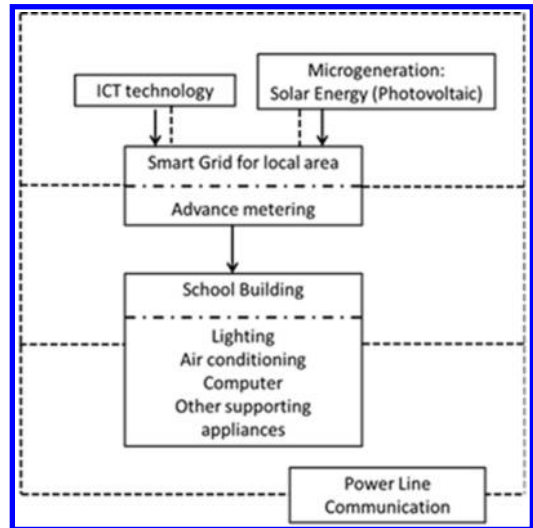 ICT technology
Microgeneration:
Solar Energy (Photovoltaic)
Smart Grid for local area
Advance metering
School Building
Lighting
Air conditioning
Computer
Other supporting
appliances
Power Line
Communication